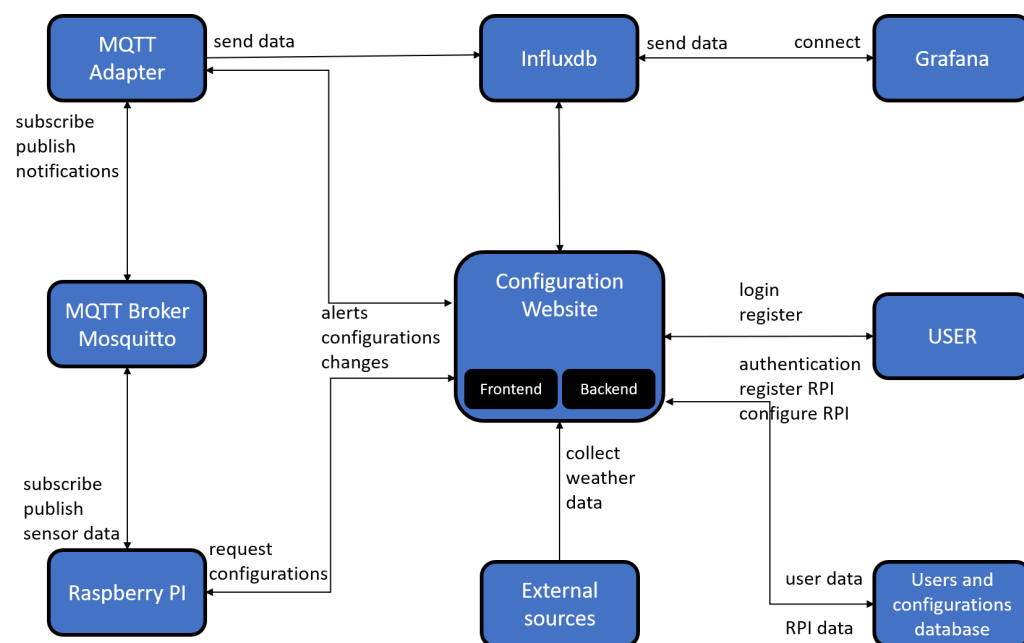 MQTT
Adapter
send data
Influxdb
send data
connect
Grafana
subscribe
publish
notifications
MQTT Broker
Mosquitto
Configuration
Website
Frontend
Backend
alerts
configurations
changes
login
register
USER
authentication
register RPI
configure RPI
collect
weather
data
subscribe
publish
sensor data
request
configurations
Raspberry PI
External
sources
user data
RPI data
Users and
configurations
database